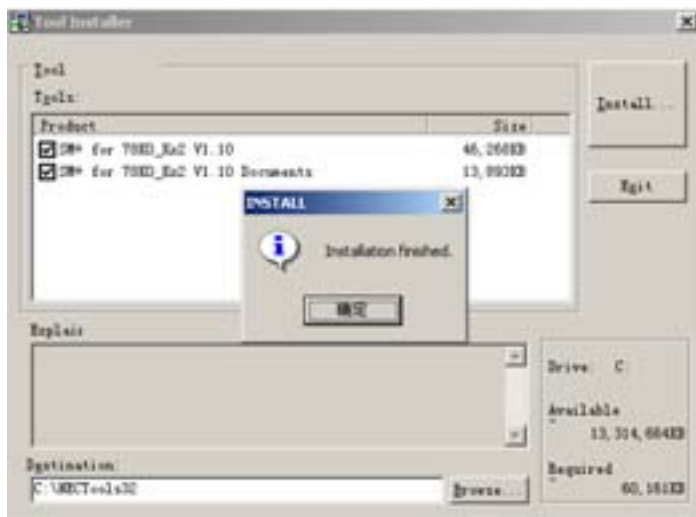 Tool Installer
Tool
Tools:
Product Size
SM+ for 78K0_Kx2 V1.10 46,268KB
SM+ for 78K0_Kx2 V1.10 Documents 13,893KB
Install...
Exit
INSTALL
Installation finished.
确定
Explain
Drive: C:
Available
13,314,684KB
Required
60,161KB
Destination:
C:\NECTools32
Browse...